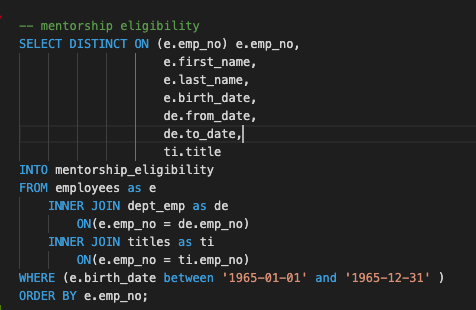 -- mentorship eligibility
SELECT DISTINCT ON (e.emp_no) e.emp_no,
e.first_name,
e.last_name,
e.birth_date,
de.from_date,
de.to_date,
ti.title
INTO mentorship_eligibility
FROM employees as e
INNER JOIN dept_emp as de
ON(e.emp_no = de.emp_no)
INNER JOIN titles as ti
ON(e.emp_no = ti.emp_no)
WHERE (e.birth_date between '1965-01-01' and '1965-12-31' )
ORDER BY e.emp_no;